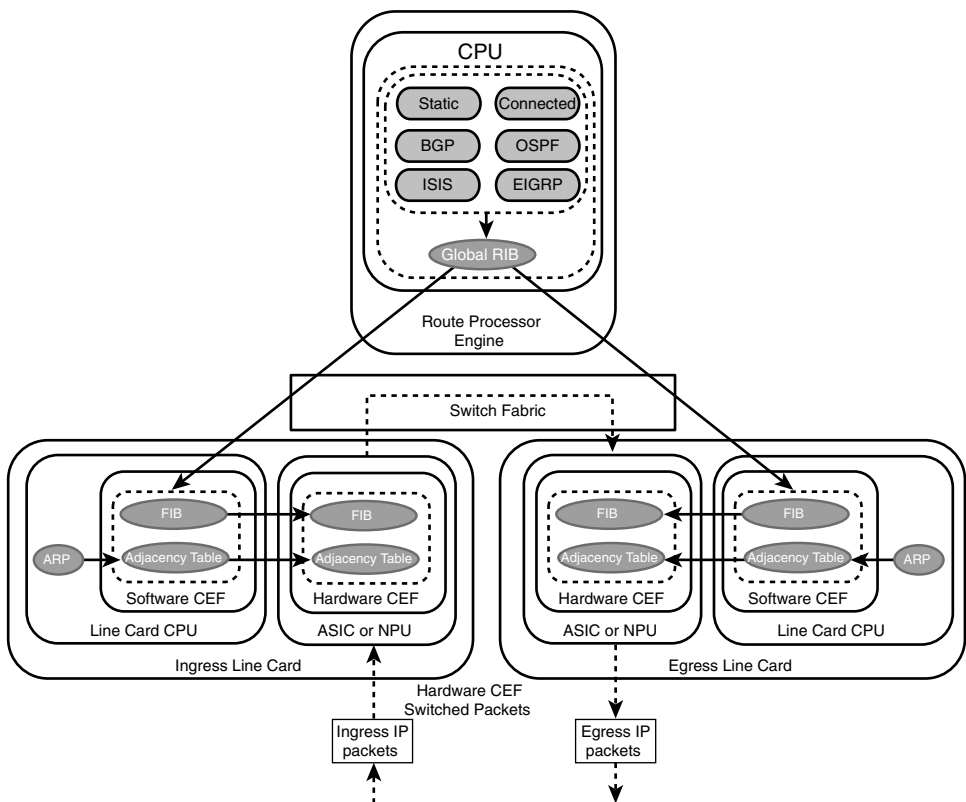 CPU
Static
Connected
BGP
OSPF
ISIS
EIGRP
Global RIB
Route Processor
Engine
Switch Fabric
FIB
FIB
ARP
Adjacency Table
Adjacency Table
Software CEF
Hardware CEF
Line Card CPU
ASIC or NPU
Ingress Line Card
FIB
FIB
Adjacency Table
Adjacency Table
ARP
Hardware CEF
Software CEF
ASIC or NPU
Line Card CPU
Egress Line Card
Hardware CEF
Switched Packets
Ingress IP
packets
Egress IP
packets